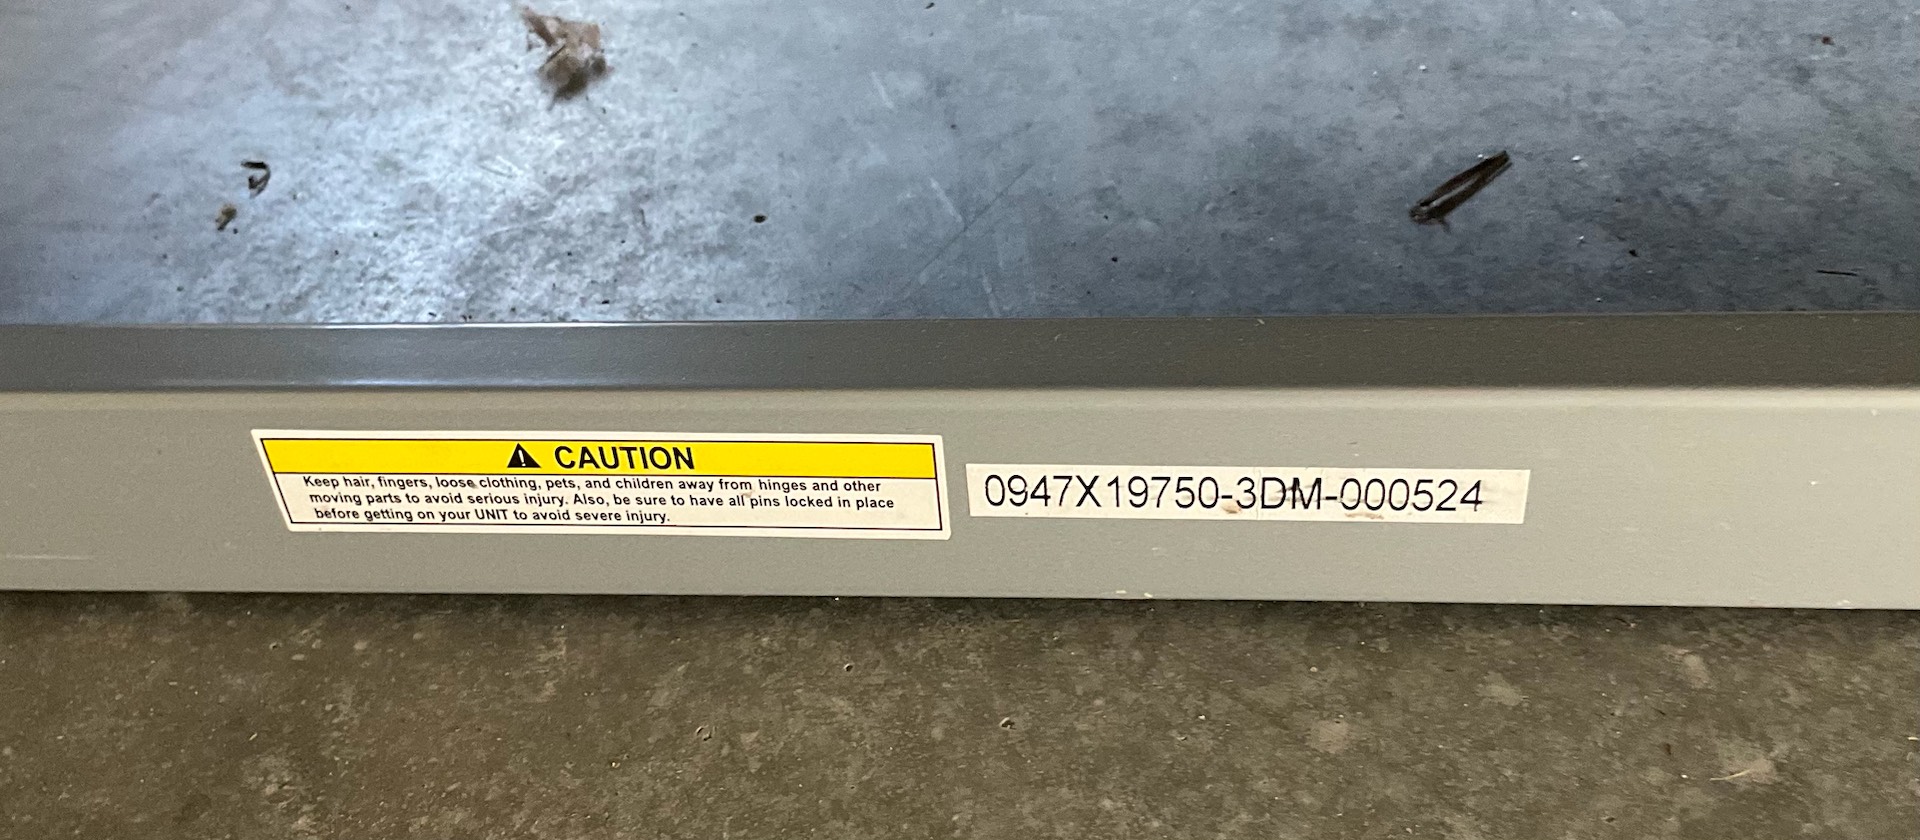 CAUTION
Keep hair, fingers, loose clothing, pets, and children away from hinges and other
moving parts to avoid serious injury. Also, be sure to have all pins locked in place
before getting on your UNIT to avoid severe injury.
0947X19750-3DM-000524